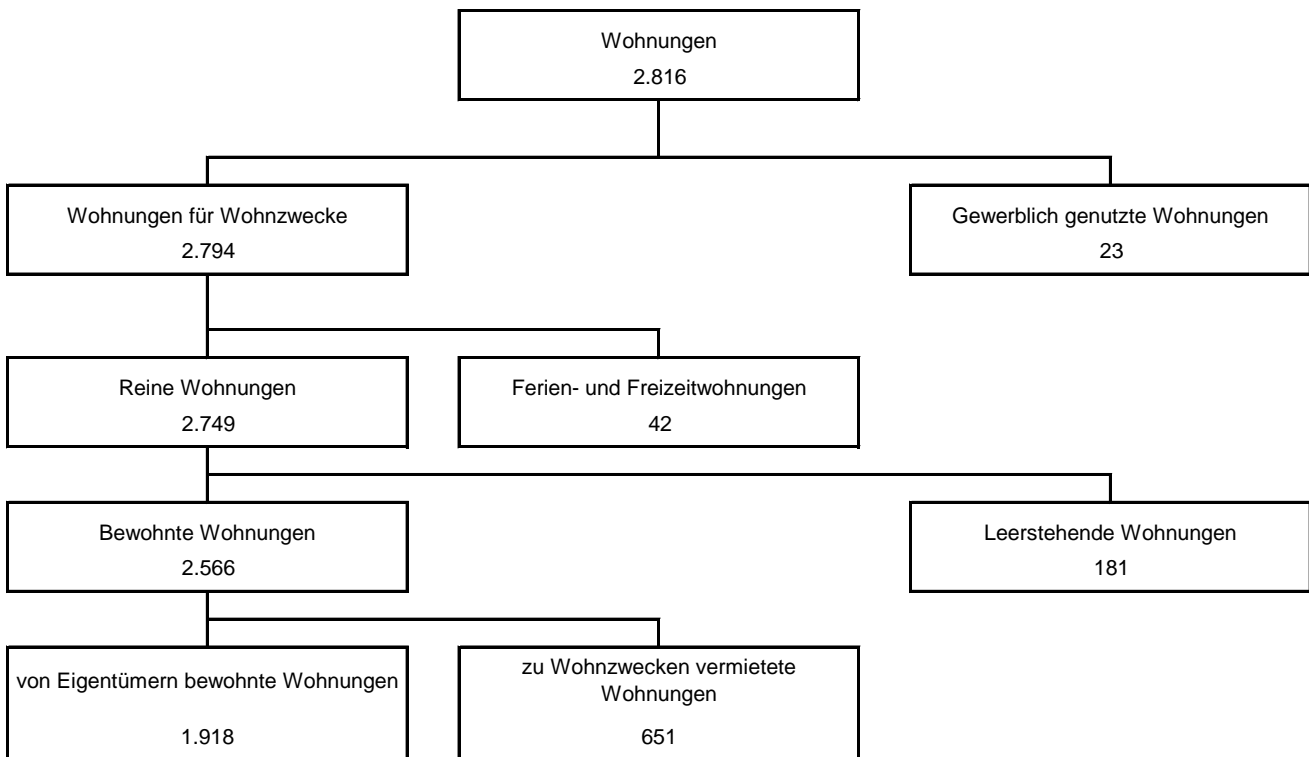 Wohnungen
2.816
Wohnungen für Wohnzwecke
2.794
Gewerblich genutzte Wohnungen
23
Reine Wohnungen
2.749
Ferien- und Freizeitwohnungen
42
Bewohnte Wohnungen
2.566
Leerstehende Wohnungen
181
von Eigentümern bewohnte Wohnungen
1.918
zu Wohnzwecken vermietete
Wohnungen
651